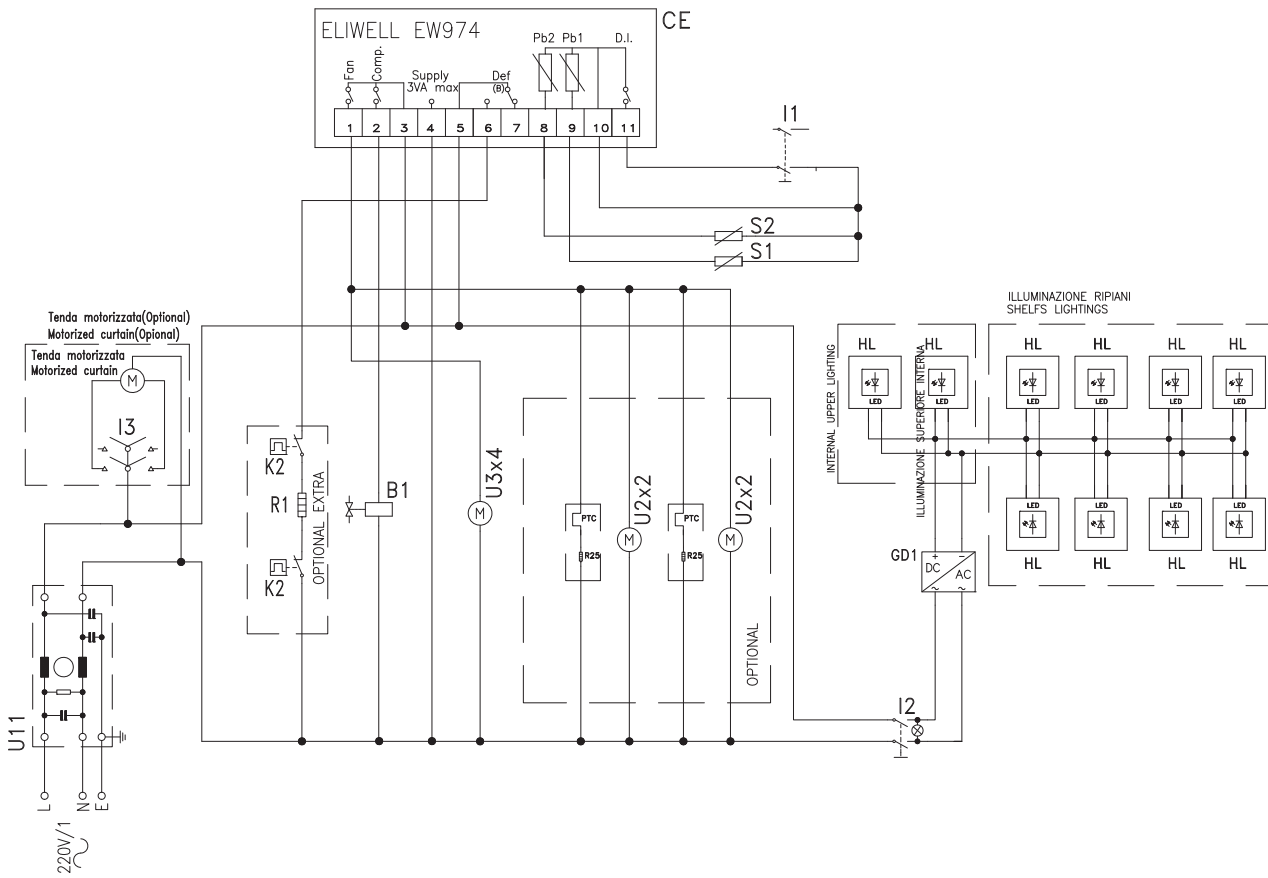 ELIWELL EW974
CE
Fan
Comp.
Supply
3VA max
Def
(B)
Pb2 Pb1
D.I.
1 2 3 4 5 6 7 8 9 10 11
I1
S2
S1
Tenda motorizzata(Optional)
Motorized curtain(Opional)
Tenda motorizzata
Motorized curtain
M
I3
K2
R1
K2
OPTIONAL EXTRA
B1
U3x4
M
PTC
R25
U2x2
M
PTC
R25
U2x2
M
OPTIONAL
ILLUMINAZIONE RIPIANI
SHELFS LIGHTINGS
INTERNAL UPPER LIGHTING
ILLUMINAZIONE SUPERIORE INTERNA
HL HL HL HL HL HL
LED LED LED LED LED LED
LED LED LED LED
HL HL HL HL
GD1
+ −
DC
AC
~ ~
I2
U11
L N E
220V/1